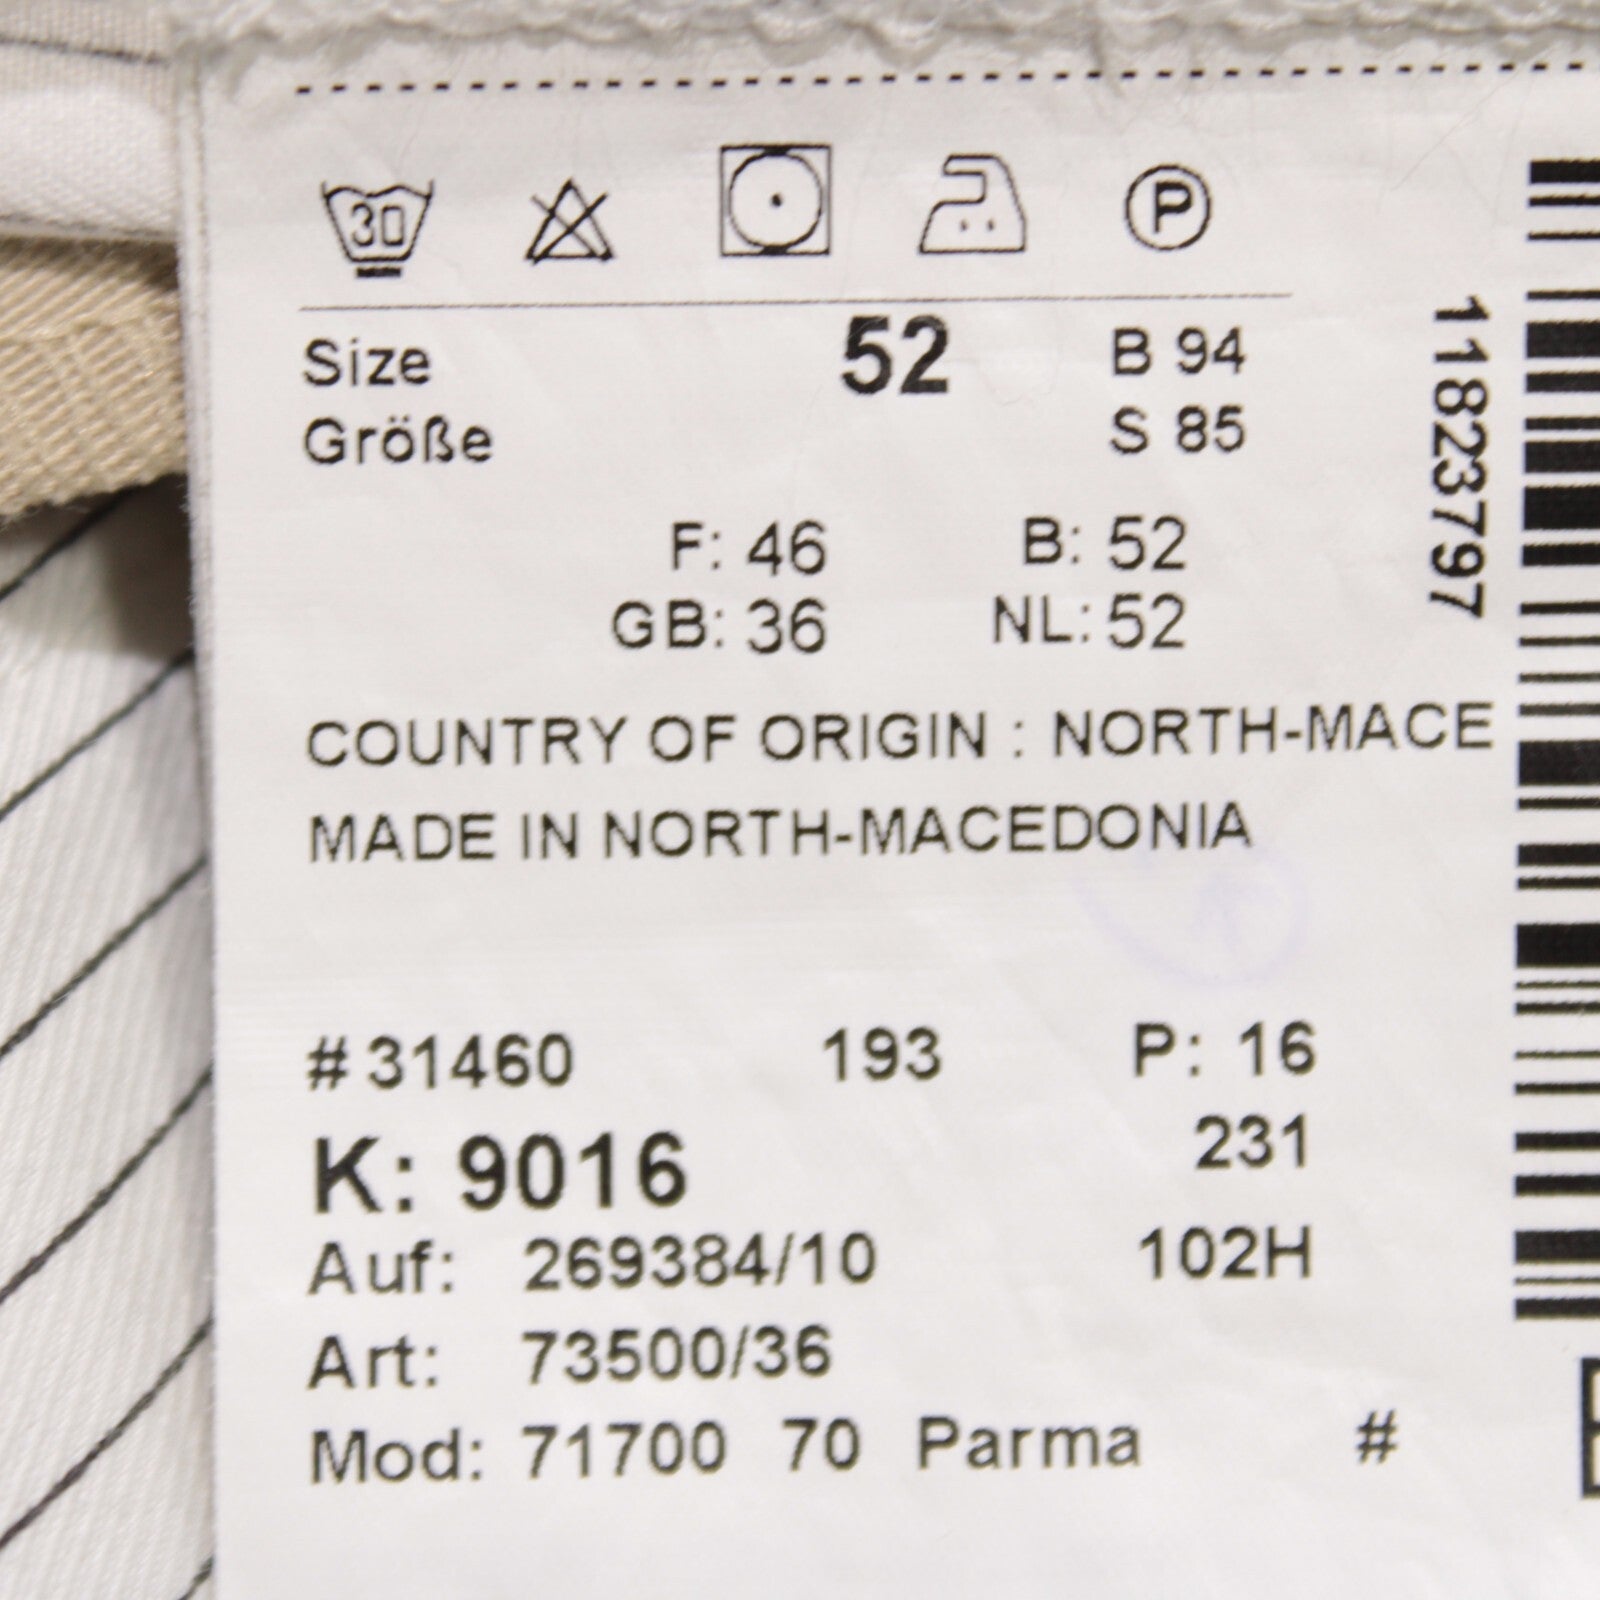 30 P
Size 52 B 94
Größe S 85
F: 46 B: 52
GB: 36 NL: 52
COUNTRY OF ORIGIN : NORTH-MACE
MADE IN NORTH-MACEDONIA
#31460 193 P: 16
K: 9016 231
Auf: 269384/10 102H
Art: 73500/36
Mod: 71700 70 Parma #
11823797